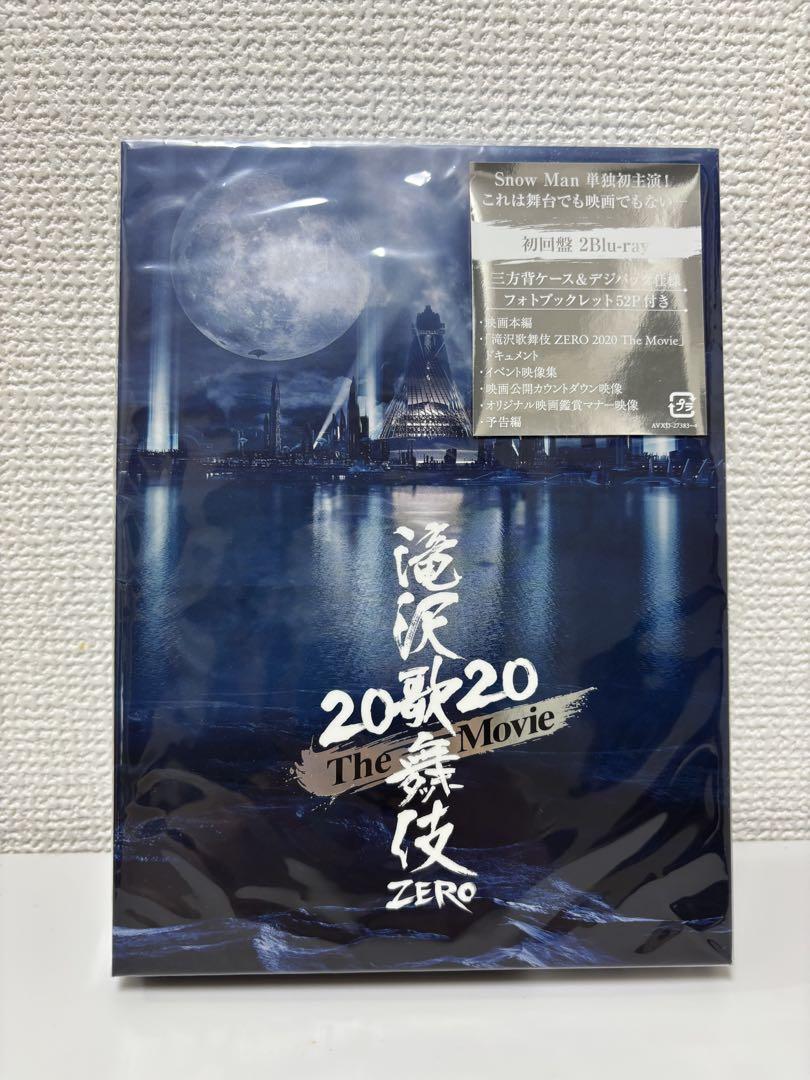 Snow Man 単独初主演!
これは舞台でも映画でもない―
初回盤 2Blu-ray
三方背ケース&デジパック仕様
フォトブックレット52P付き
・映画本編
・「滝沢歌舞伎 ZERO 2020 The Movie」
ドキュメント
・イベント映像集
・映画公開カウントダウン映像
・オリジナル映画鑑賞マナー映像
・予告編
プラ
AVXD-27383~4
滝沢歌舞伎
2020
The Movie
ZERO